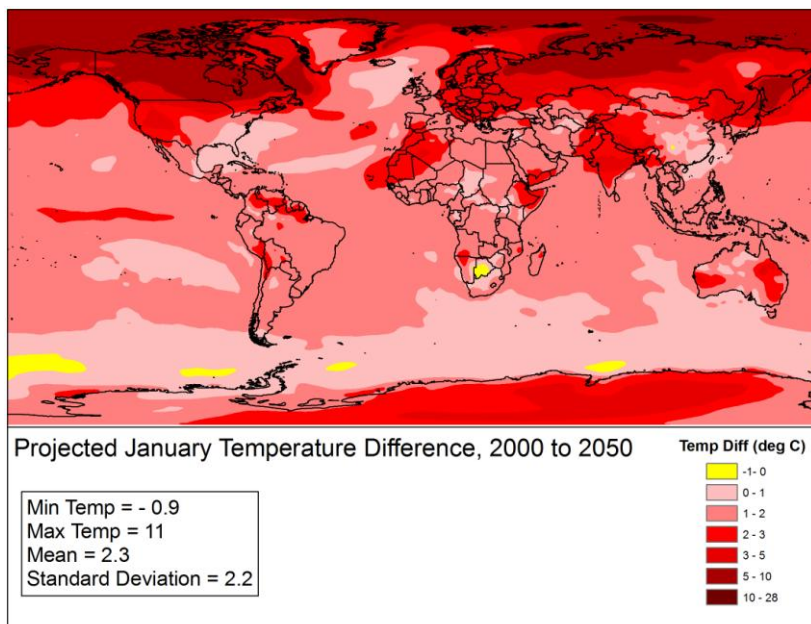 Projected January Temperature Difference, 2000 to 2050
Min Temp = - 0.9
Max Temp = 11
Mean = 2.3
Standard Deviation = 2.2
Temp Diff (deg C)
-1- 0
0 - 1
1 - 2
2 - 3
3 - 5
5 - 10
10 - 28